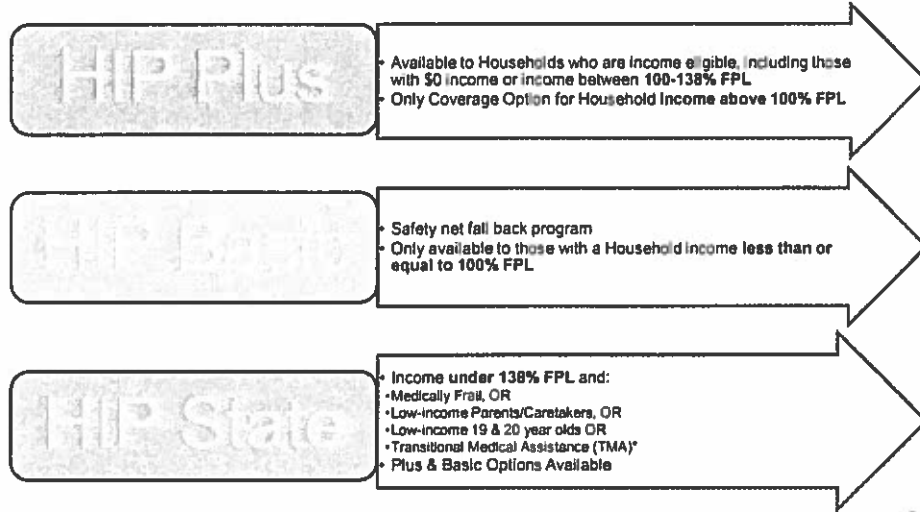 HIP Plus
• Available to Households who are income eligible, including those
with $0 income or income between 100-138% FPL
• Only Coverage Option for Household Income above 100% FPL
HIP Basic
• Safety net fall back program
• Only available to those with a Household income less than or
equal to 100% FPL
HIP State
• Income under 138% FPL and:
•Medically Frail, OR
•Low-income Parents/Caretakers, OR
•Low-income 19 & 20 year olds OR
•Transitional Medical Assistance (TMA)*
• Plus & Basic Options Available